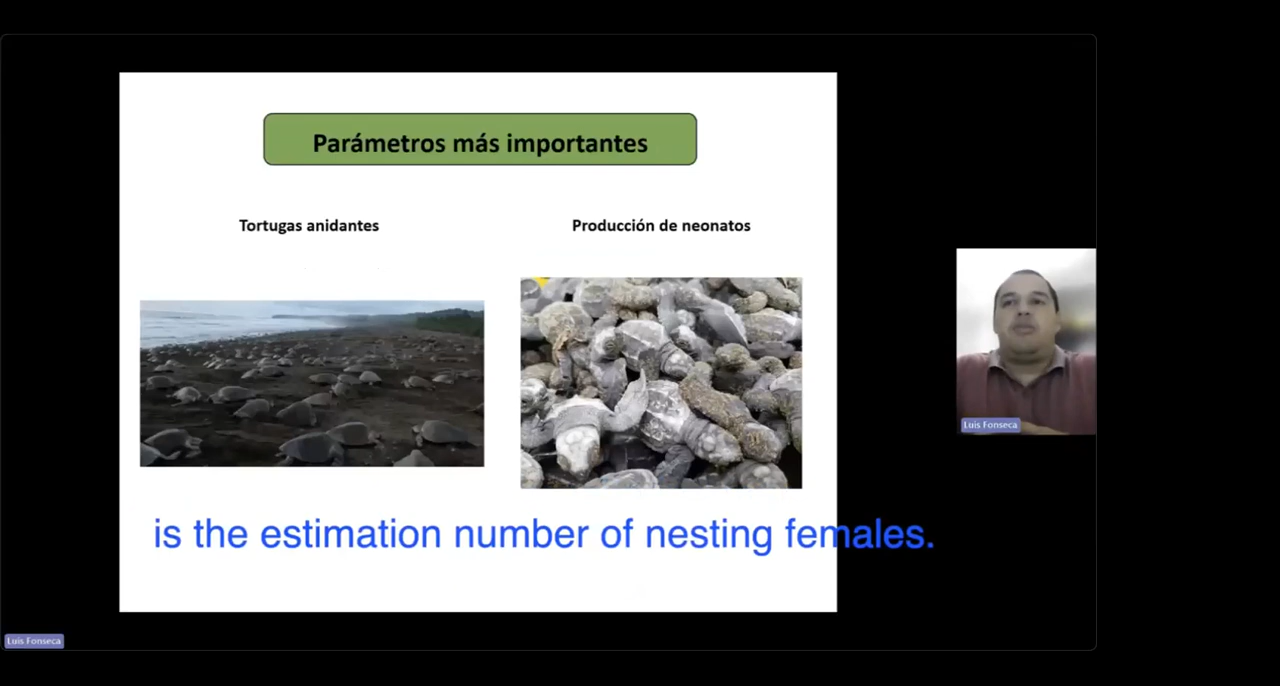 Parámetros más importantes
Tortugas anidantes
Producción de neonatos
is the estimation number of nesting females.
Luis Fonseca
Luis Fonseca